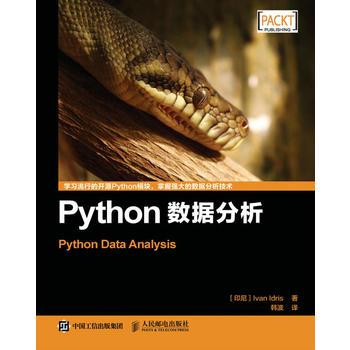 PACKT
PUBLISHING
学习流行的开源Python模块，掌握强大的数据分析技术
Python 数据分析
Python Data Analysis
［印尼］Ivan Idris 著
韩波 译
中国工信出版集团
人民邮电出版社
POSTS & TELECOM PRESS